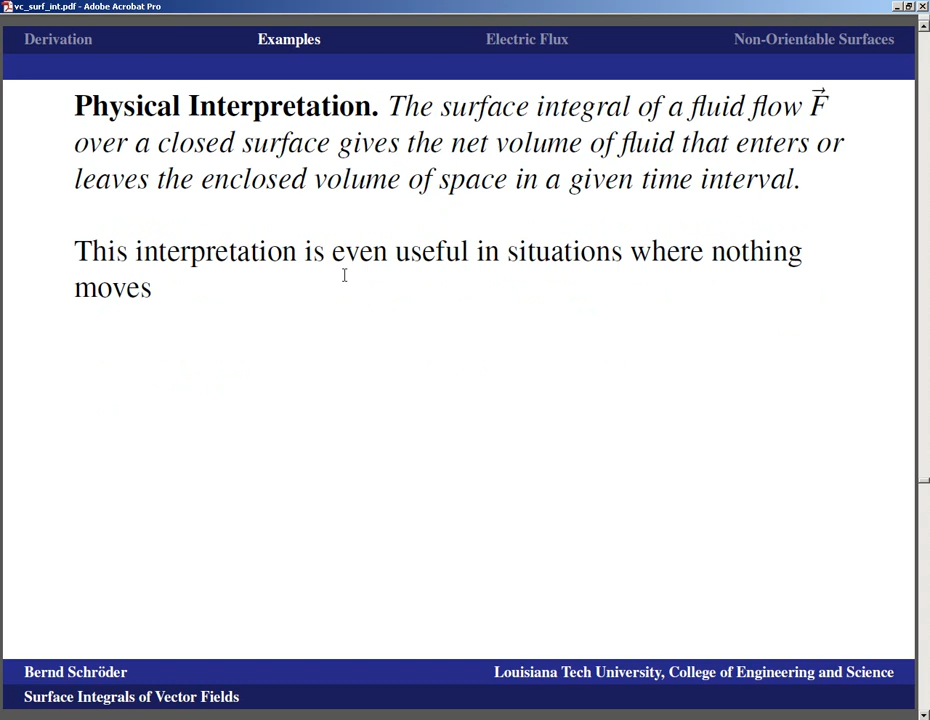 vc_surf_int.pdf - Adobe Acrobat Pro
Derivation Examples Electric Flux Non-Orientable Surfaces
Physical Interpretation. The surface integral of a fluid flow F⃗
over a closed surface gives the net volume of fluid that enters or
leaves the enclosed volume of space in a given time interval.
This interpretation is even useful in situations where nothing
moves
Bernd Schröder Louisiana Tech University, College of Engineering and Science
Surface Integrals of Vector Fields